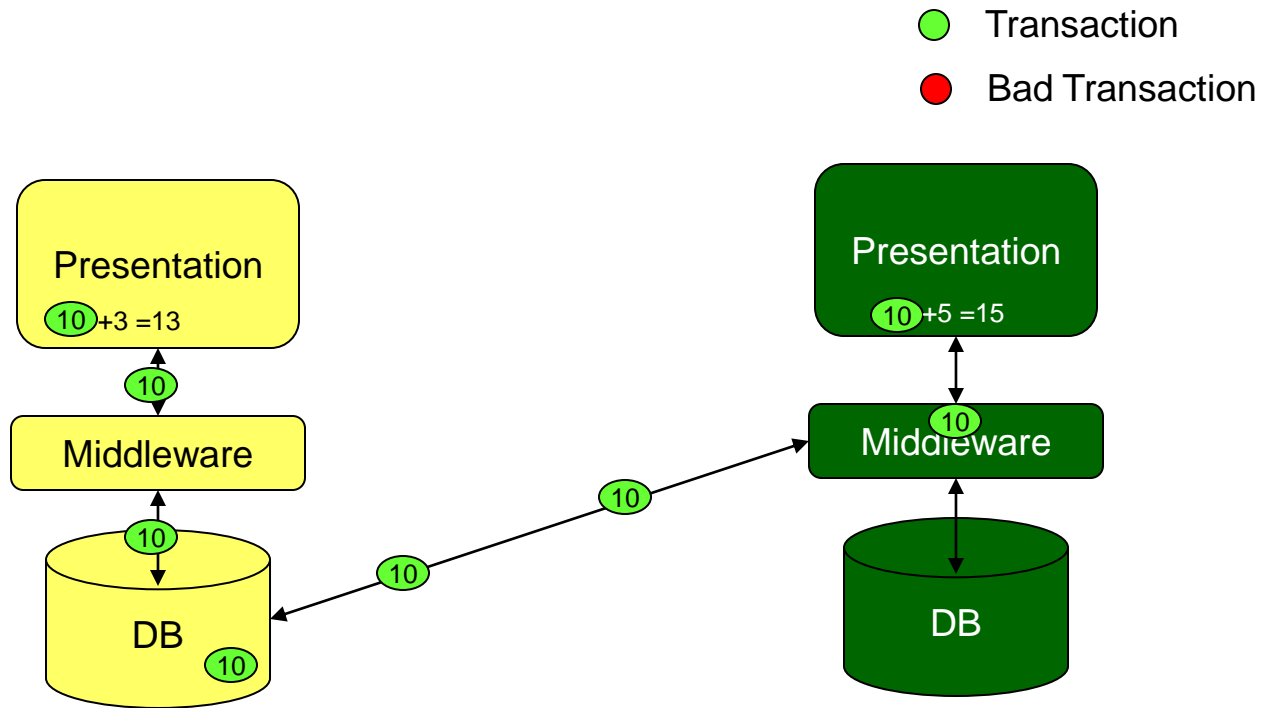 Transaction
Bad Transaction
Presentation
10 +3 =13
10
Middleware
10
DB
10
10
10
Presentation
10 +5 =15
10
Middleware
DB